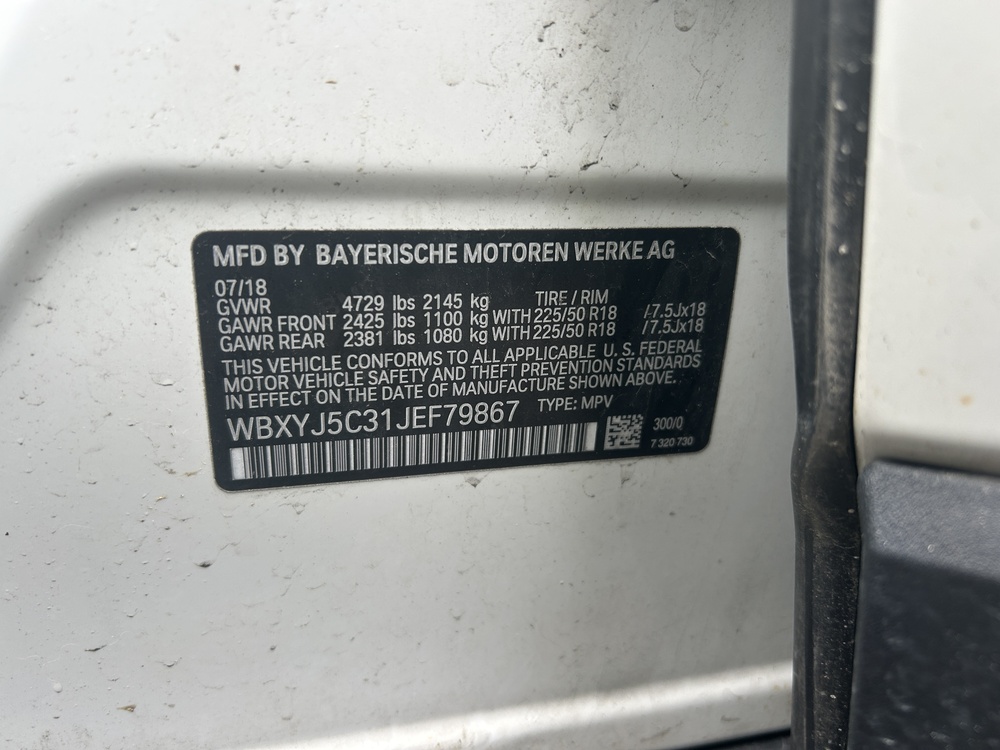 MFD BY BAYERISCHE MOTOREN WERKE AG
07/18
GVWR 4729 lbs 2145 kg TIRE / RIM
GAWR FRONT 2425 lbs 1100 kg WITH 225/50 R18 /7.5Jx18
GAWR REAR 2381 lbs 1080 kg WITH 225/50 R18 /7.5Jx18
THIS VEHICLE CONFORMS TO ALL APPLICABLE U. S. FEDERAL
MOTOR VEHICLE SAFETY AND THEFT PREVENTION STANDARDS
IN EFFECT ON THE DATE OF MANUFACTURE SHOWN ABOVE.
WBXYJ5C31JEF79867 TYPE: MPV
300/0
7 320 730